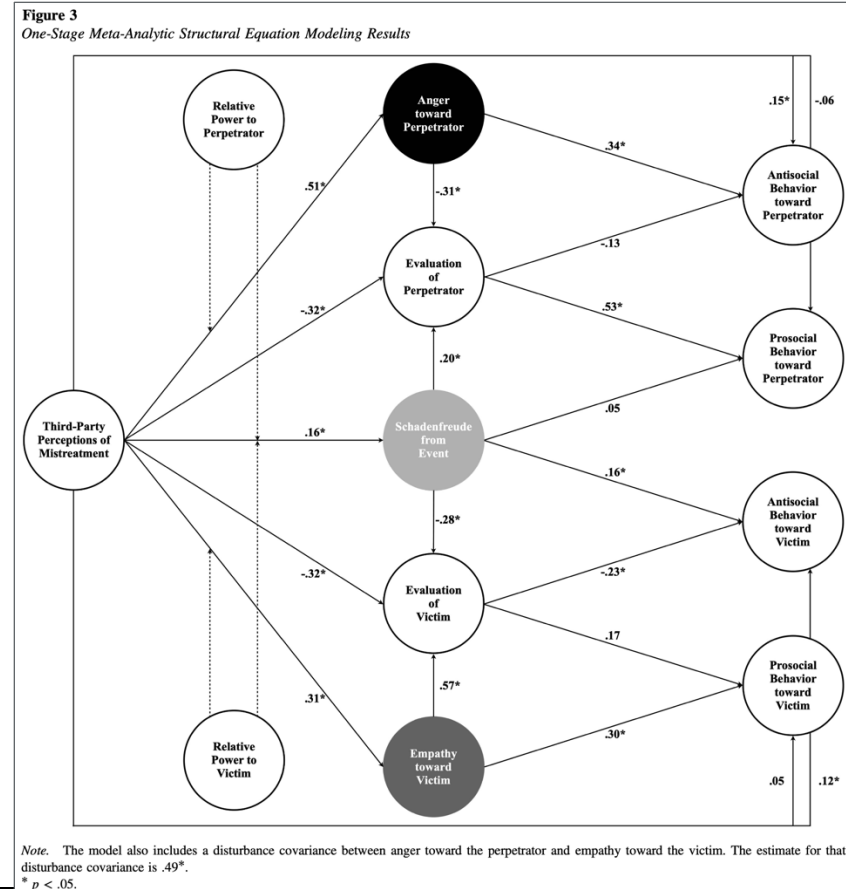 Figure 3
One-Stage Meta-Analytic Structural Equation Modeling Results
Relative
Power to
Perpetrator
Anger
toward
Perpetrator
.15*
-.06
.51*
.34*
-.31*
Antisocial
Behavior
toward
Perpetrator
Evaluation
of
Perpetrator
-.13
-.32*
.53*
.20*
Prosocial
Behavior
toward
Perpetrator
.05
Third-Party
Perceptions of
Mistreatment
.16*
Schadenfreude
from
Event
.16*
Antisocial
Behavior
toward
Victim
-.28*
-.32*
-.23*
Evaluation
of
Victim
.17
.31*
.57*
Prosocial
Behavior
toward
Victim
.30*
Relative
Power to
Victim
Empathy
toward
Victim
.05
.12*
Note. The model also includes a disturbance covariance between anger toward the perpetrator and empathy toward the victim. The estimate for that
disturbance covariance is .49*.
* p < .05.